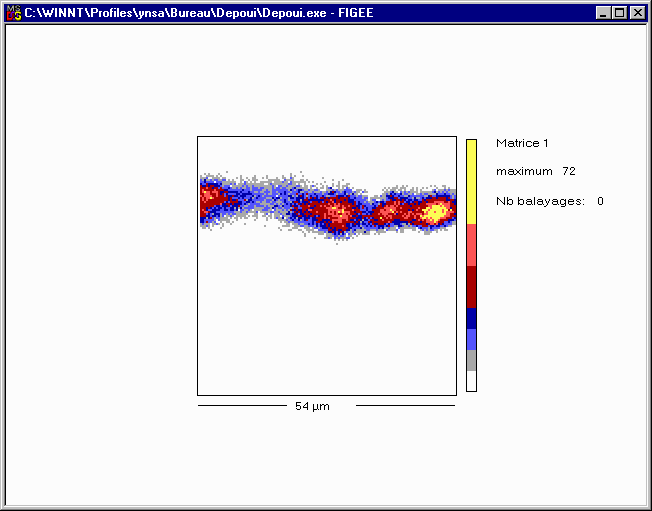 C:\WINNT\Profiles\ynsa\Bureau\Depoui\Depoui.exe - FIGEE
Matrice 1
maximum 72
Nb balayages: 0
54 µm